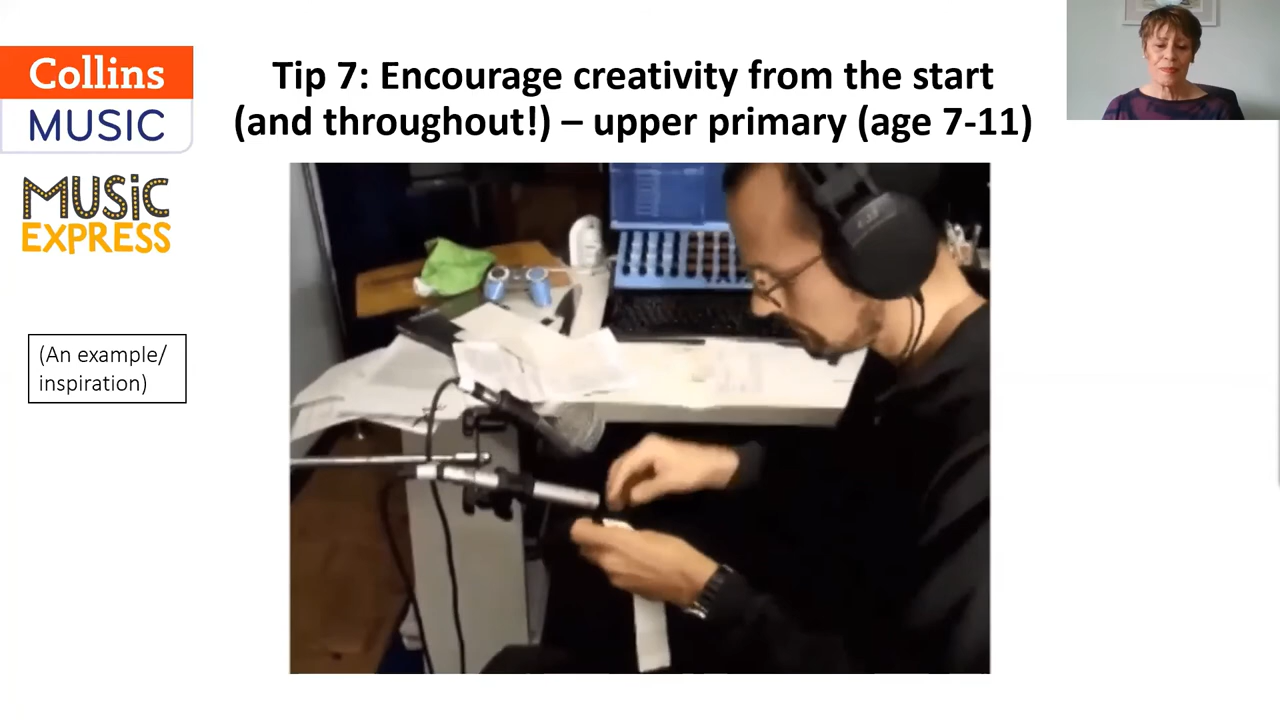 Collins
MUSIC
MUSIC
EXPRESS
Tip 7: Encourage creativity from the start
(and throughout!) – upper primary (age 7-11)
(An example/
inspiration)